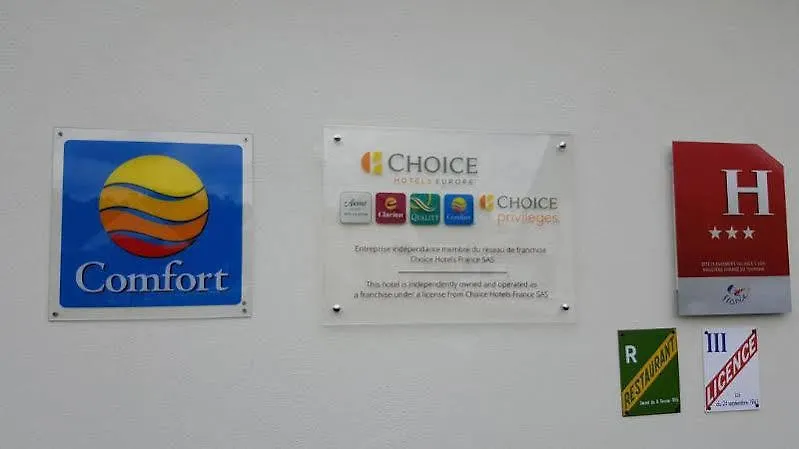 Comfort
CHOICE
HOTELS EUROPE
Clarion
QUALITY
Comfort
CHOICE
privileges
Entreprise indépendante membre du réseau de franchise
Choice Hotels France SAS
This hotel is independently owned and operated as
a franchise under a license from Choice Hotels France SAS
H
R
RESTAURANT
III
LICENCE